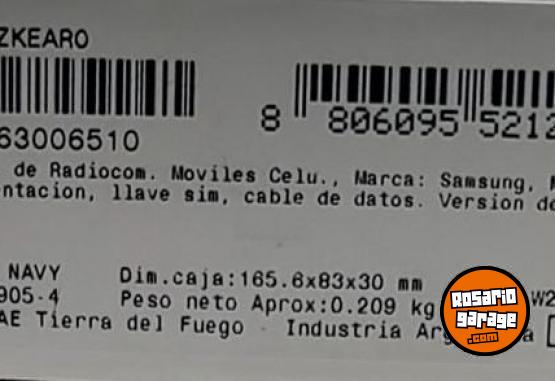 ZKEARO
63006510
8 806095 5212
de Radiocom. Moviles Celu., Marca: Samsung,
ntacion, llave sim, cable de datos. Version
NAVY Dim.caja:165.6x83x30 mm
905-4 Peso neto Aprox:0.209 kg W2
AE Tierra del Fuego - Industria Ar a
Rosario
garage
.com